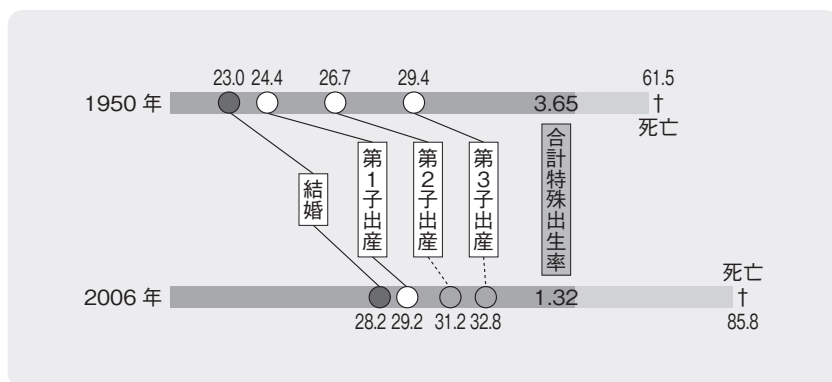 23.0 24.4 26.7 29.4 61.5
1950 年 3.65 †
死亡
結婚
第1子出産
第2子出産
第3子出産
合計特殊出生率
死亡
2006 年 1.32 †
28.2 29.2 31.2 32.8 85.8